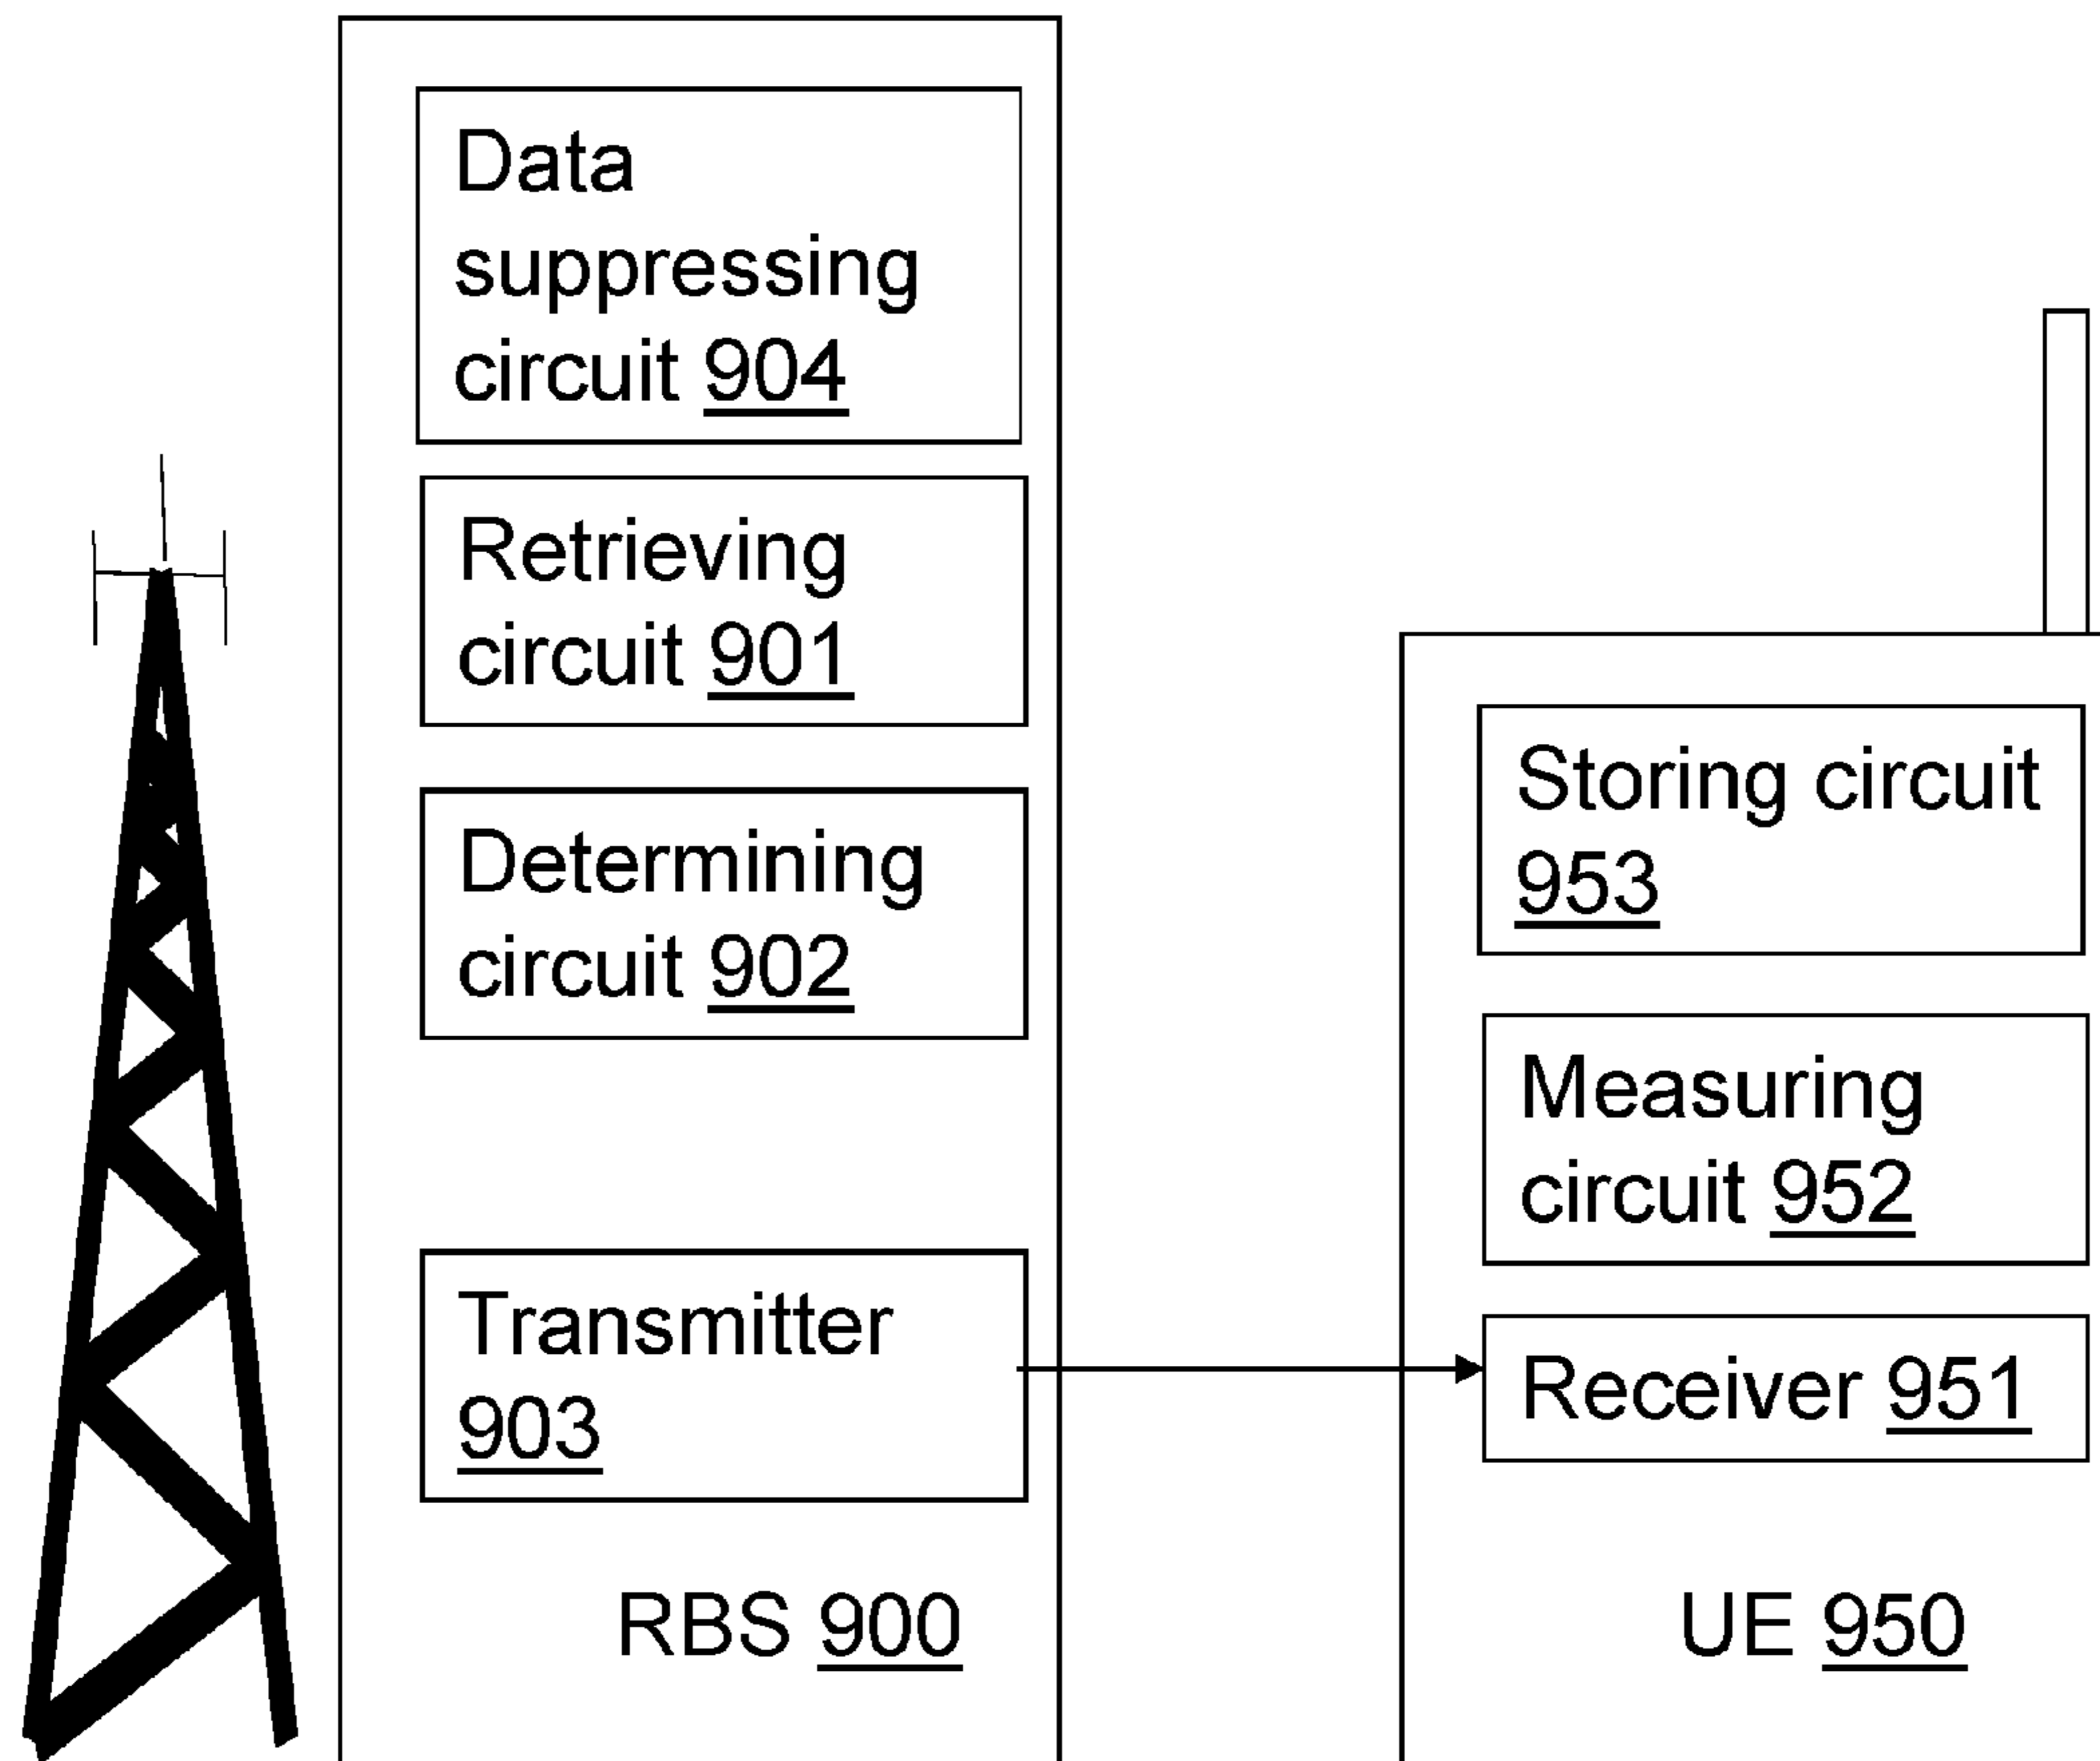 Data
suppressing
circuit 904
Retrieving
circuit 901
Determining
circuit 902
Transmitter
903
RBS 900
Storing circuit
953
Measuring
circuit 952
Receiver 951
UE 950